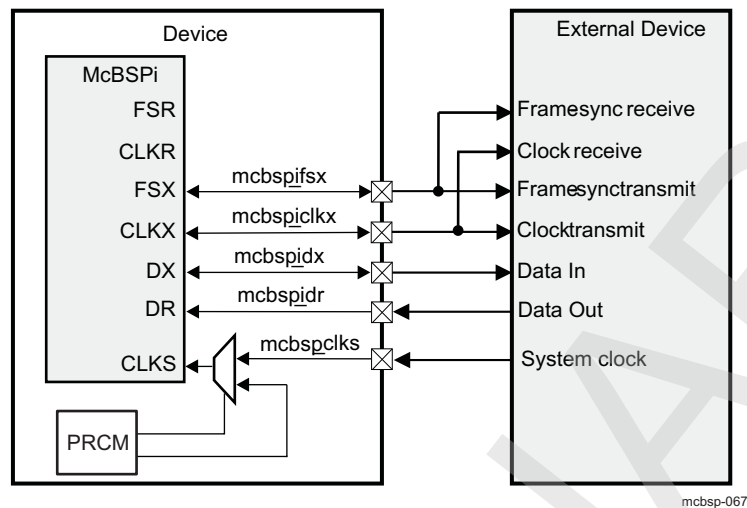 Device
External Device
McBSPi
FSR
Framesync receive
CLKR
Clock receive
FSX
mcbspifsx
Framesynctransmit
CLKX
mcbspiclkx
Clocktransmit
DX
mcbspidx
Data In
DR
mcbspidr
Data Out
CLKS
mcbspclks
System clock
PRCM
mcbsp-067